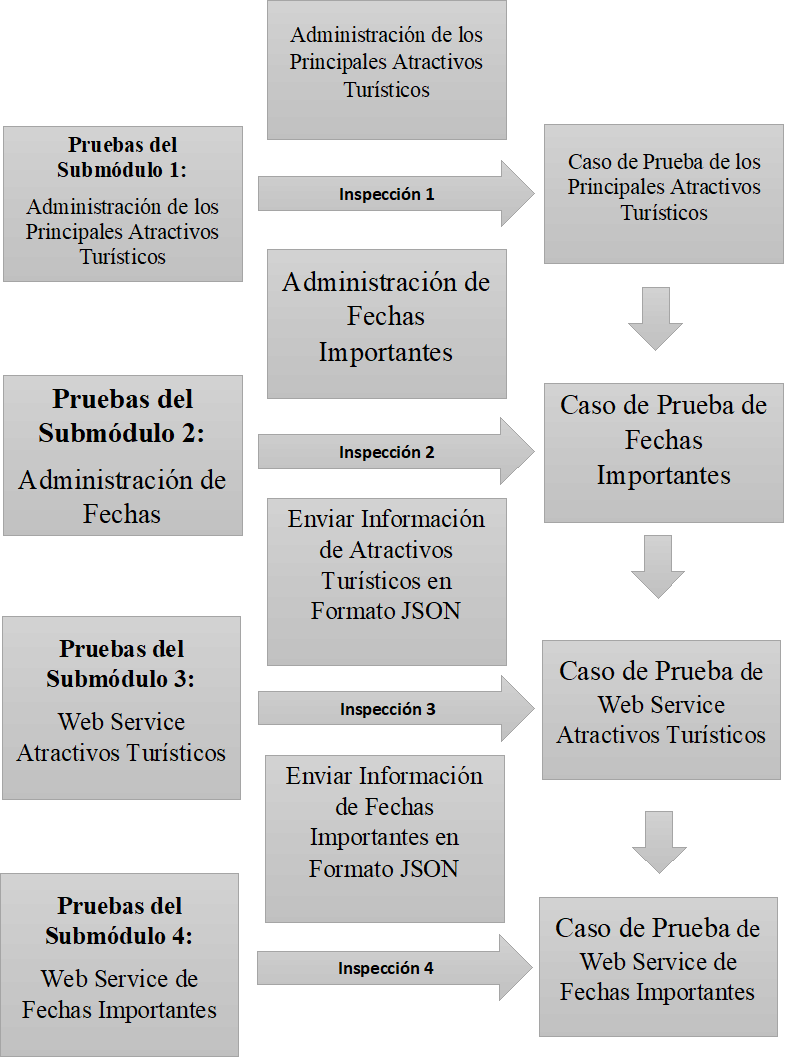 Administración de los
Principales Atractivos
Turísticos
Pruebas del
Submódulo 1:
Administración de los
Principales Atractivos
Turísticos
Inspección 1
Caso de Prueba de los
Principales Atractivos
Turísticos
Administración de
Fechas
Importantes
Pruebas del
Submódulo 2:
Administración de
Fechas
Inspección 2
Caso de Prueba de
Fechas
Importantes
Enviar Información
de Atractivos
Turísticos en
Formato JSON
Pruebas del
Submódulo 3:
Web Service
Atractivos Turísticos
Inspección 3
Caso de Prueba de
Web Service
Atractivos Turísticos
Enviar Información
de Fechas
Importantes en
Formato JSON
Pruebas del
Submódulo 4:
Web Service de
Fechas Importantes
Inspección 4
Caso de Prueba de
Web Service de
Fechas Importantes